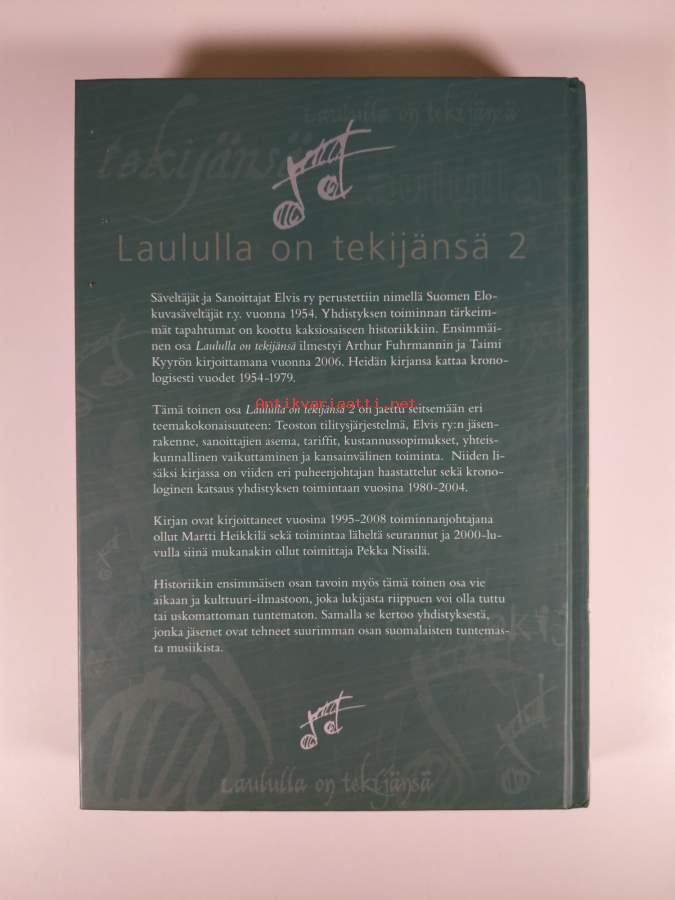 Laululla on tekijänsä
tekijänsä
Laululla on tekijänsä 2
Säveltäjät ja Sanoittajat Elvis ry perustettiin nimellä Suomen Elo-
kuvasäveltäjät r.y. vuonna 1954. Yhdistyksen toiminnan tärkeim-
mät tapahtumat on koottu kaksiosaiseen historiikkiin. Ensimmäi-
nen osa Laululla on tekijänsä ilmestyi Arthur Fuhrmannin ja Taimi
Kyyrön kirjoittamana vuonna 2006. Heidän kirjansa kattaa krono-
logisesti vuodet 1954-1979.
Antikvariaatti.net
Tämä toinen osa Laululla on tekijänsä 2 on jaettu seitsemään eri
teemakokonaisuuteen: Teoston tilitysjärjestelmä, Elvis ry:n jäsen-
rakenne, sanoittajien asema, tariffit, kustannussopimukset, yhteis-
kunnallinen vaikuttaminen ja kansainvälinen toiminta. Niiden li-
säksi kirjassa on viiden eri puheenjohtajan haastattelut sekä krono-
loginen katsaus yhdistyksen toimintaan vuosina 1980-2004.
Kirjan ovat kirjoittaneet vuosina 1995-2008 toiminnanjohtajana
ollut Martti Heikkilä sekä toimintaa läheltä seurannut ja 2000-lu-
vulla siinä mukanakin ollut toimittaja Pekka Nissilä.
Historiikin ensimmäisen osan tavoin myös tämä toinen osa vie
aikaan ja kulttuuri-ilmastoon, joka lukijasta riippuen voi olla tuttu
tai uskomattoman tuntematon. Samalla se kertoo yhdistyksestä,
jonka jäsenet ovat tehneet suurimman osan suomalaisten tuntemas-
ta musiikista.
Laululla on tekijänsä